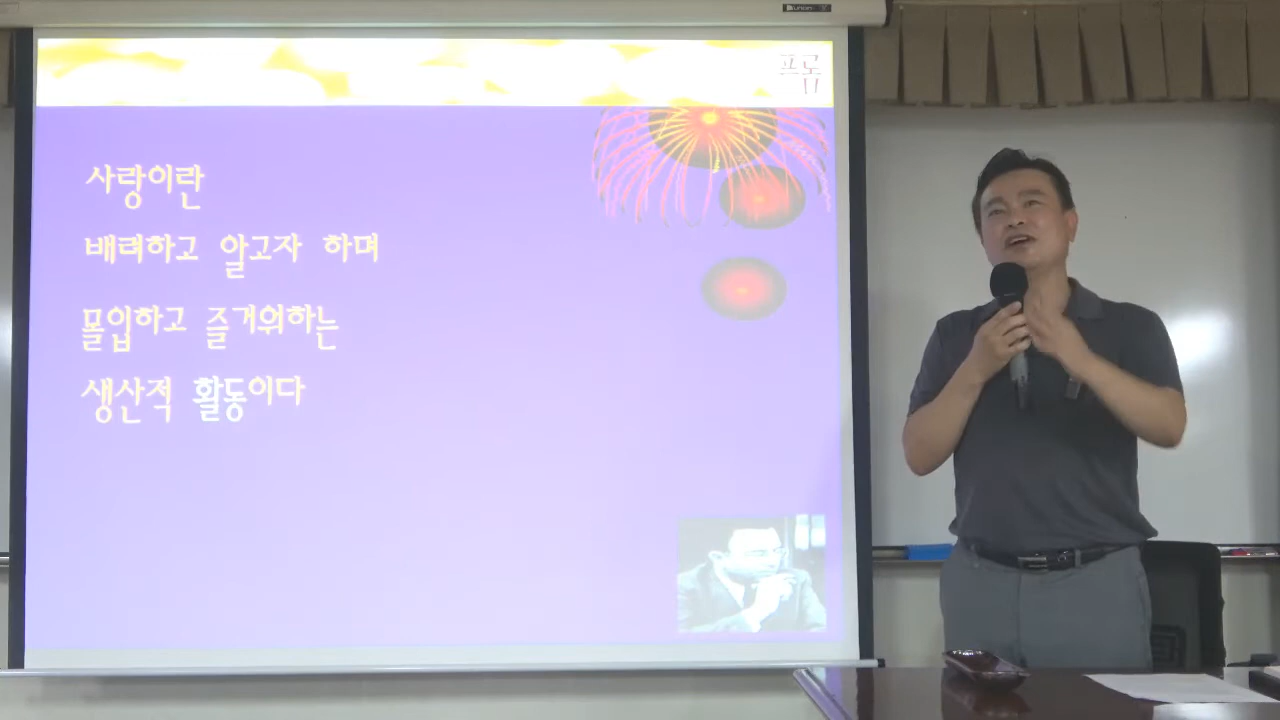 프롬
사랑이란
배려하고 알고자 하며
몰입하고 즐거워하는
생산적 활동이다